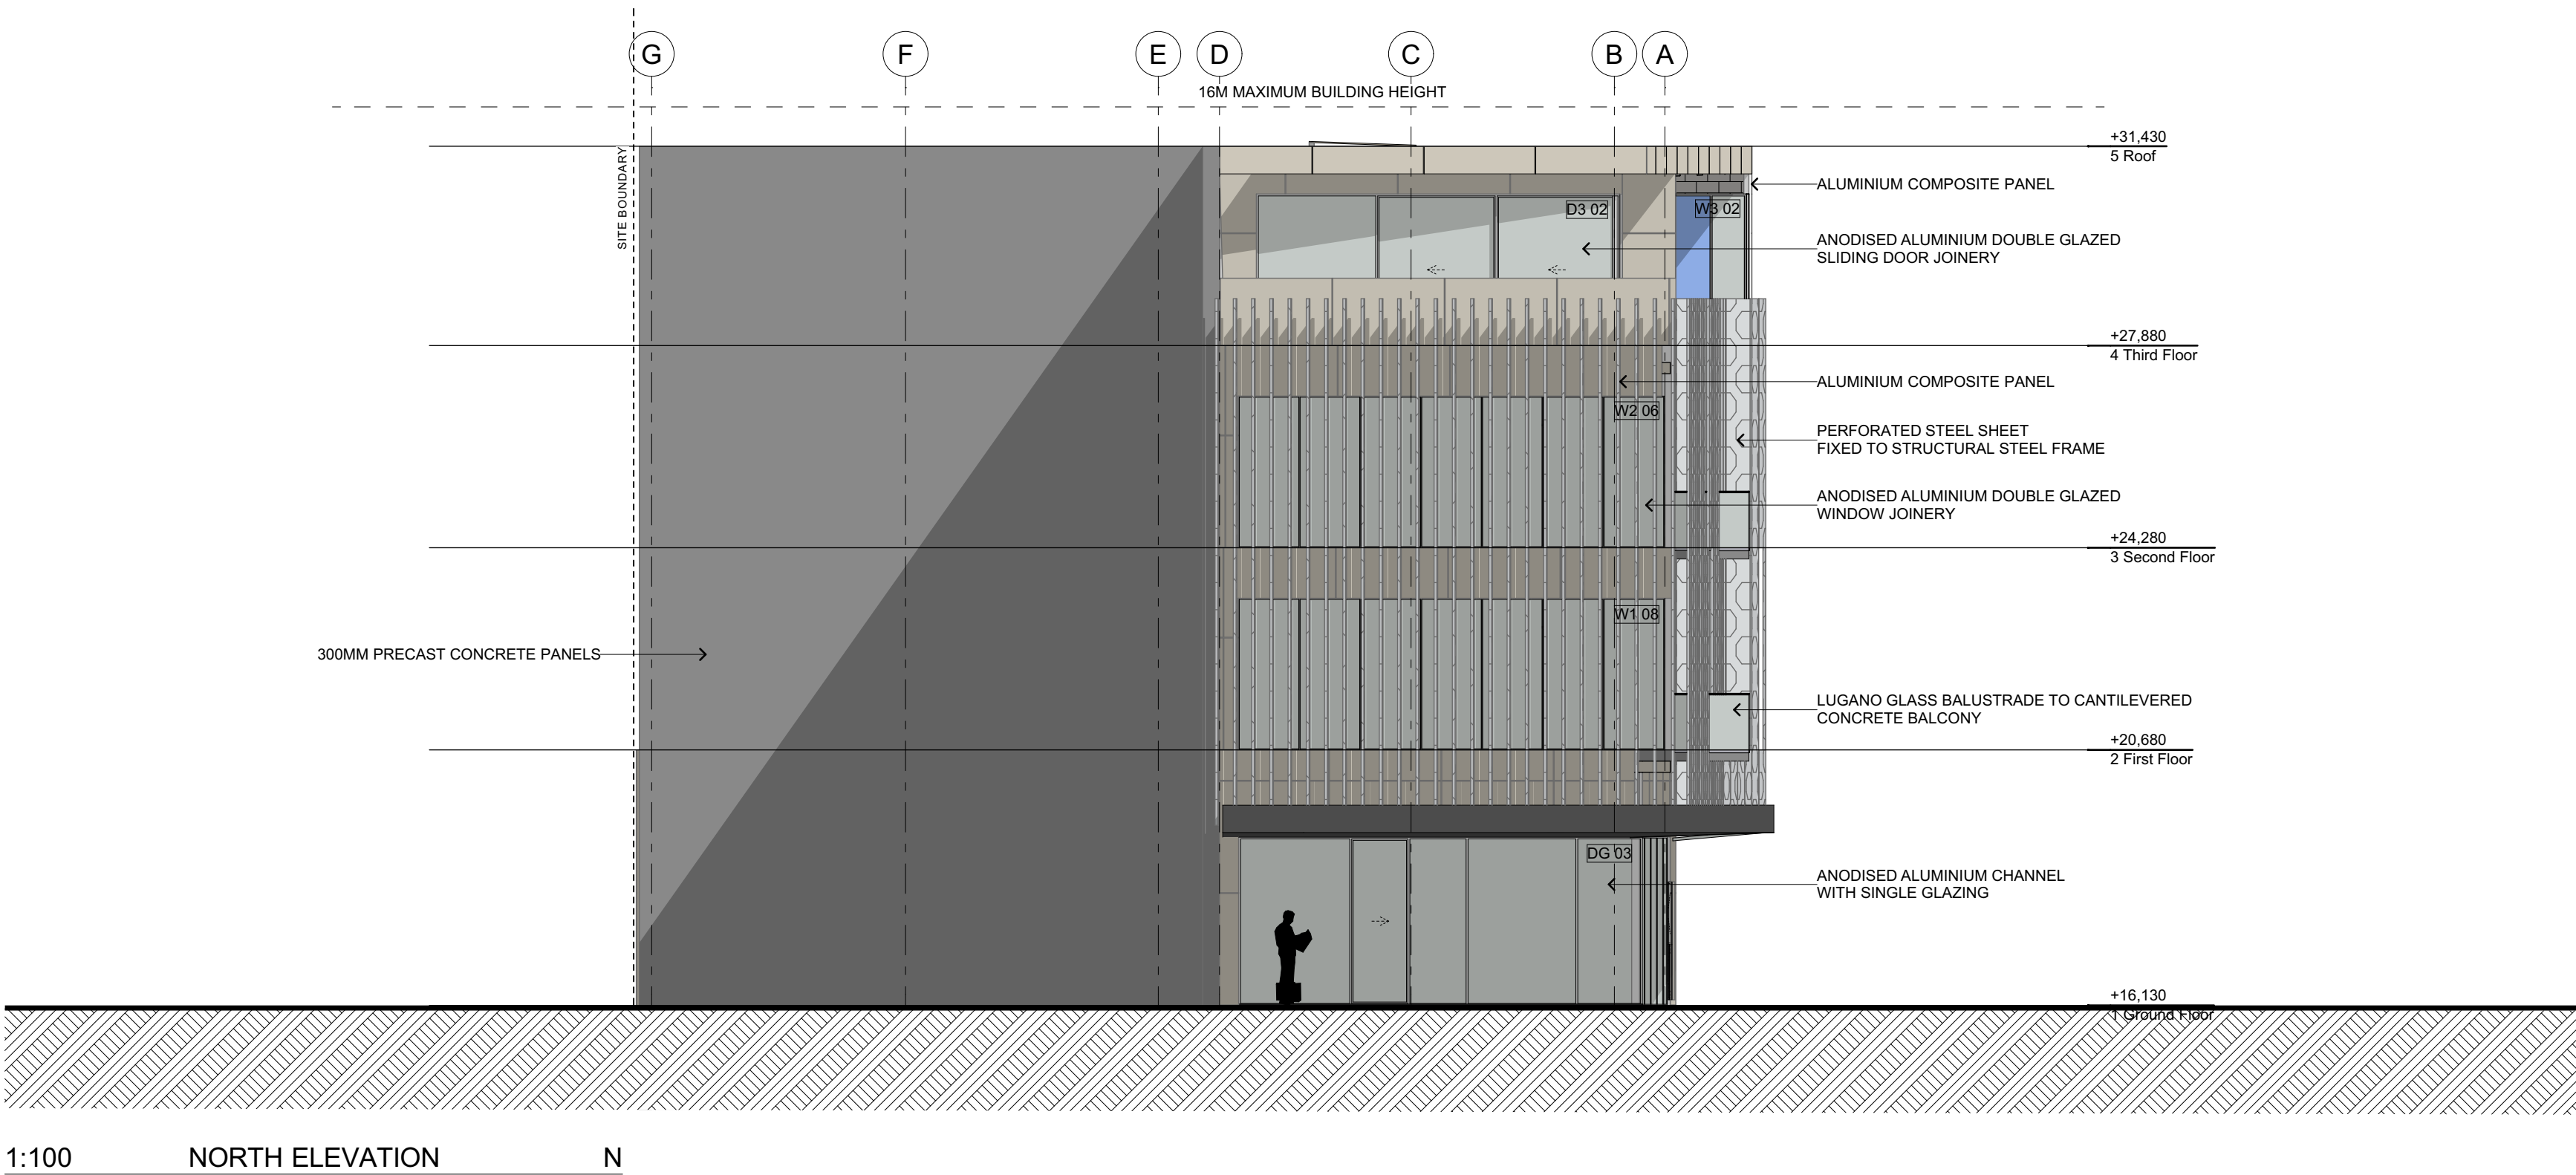 G F E D C B A
16M MAXIMUM BUILDING HEIGHT
SITE BOUNDARY
+31,430
5 Roof
ALUMINIUM COMPOSITE PANEL
D3 02
W3 02
ANODISED ALUMINIUM DOUBLE GLAZED
SLIDING DOOR JOINERY
+27,880
4 Third Floor
ALUMINIUM COMPOSITE PANEL
W2 06
PERFORATED STEEL SHEET
FIXED TO STRUCTURAL STEEL FRAME
ANODISED ALUMINIUM DOUBLE GLAZED
WINDOW JOINERY
+24,280
3 Second Floor
W1 08
300MM PRECAST CONCRETE PANELS
LUGANO GLASS BALUSTRADE TO CANTILEVERED
CONCRETE BALCONY
+20,680
2 First Floor
DG 03
ANODISED ALUMINIUM CHANNEL
WITH SINGLE GLAZING
+16,130
1 Ground Floor
1:100 NORTH ELEVATION N